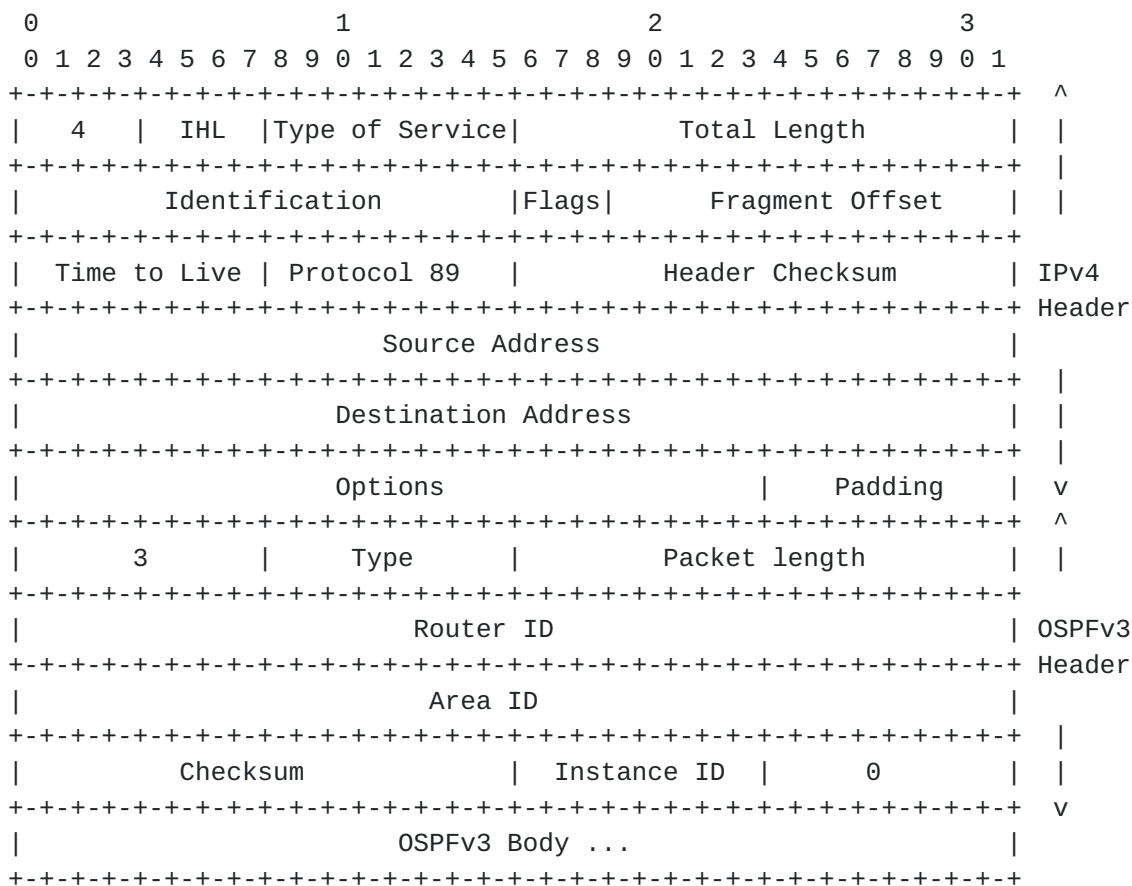 0                   1                   2                   3
 0 1 2 3 4 5 6 7 8 9 0 1 2 3 4 5 6 7 8 9 0 1 2 3 4 5 6 7 8 9 0 1
+-+-+-+-+-+-+-+-+-+-+-+-+-+-+-+-+-+-+-+-+-+-+-+-+-+-+-+-+-+-+-+-+  ^
|   4   |  IHL  |Type of Service|          Total Length         |  |
+-+-+-+-+-+-+-+-+-+-+-+-+-+-+-+-+-+-+-+-+-+-+-+-+-+-+-+-+-+-+-+-+  |
|         Identification        |Flags|      Fragment Offset    |  |
+-+-+-+-+-+-+-+-+-+-+-+-+-+-+-+-+-+-+-+-+-+-+-+-+-+-+-+-+-+-+-+-+
|  Time to Live | Protocol 89   |         Header Checksum       | IPv4
+-+-+-+-+-+-+-+-+-+-+-+-+-+-+-+-+-+-+-+-+-+-+-+-+-+-+-+-+-+-+-+-+ Header
|                       Source Address                          |
+-+-+-+-+-+-+-+-+-+-+-+-+-+-+-+-+-+-+-+-+-+-+-+-+-+-+-+-+-+-+-+-+  |
|                    Destination Address                        |  |
+-+-+-+-+-+-+-+-+-+-+-+-+-+-+-+-+-+-+-+-+-+-+-+-+-+-+-+-+-+-+-+-+  |
|                    Options                    |    Padding    |  v
+-+-+-+-+-+-+-+-+-+-+-+-+-+-+-+-+-+-+-+-+-+-+-+-+-+-+-+-+-+-+-+-+  ^
|       3       |     Type      |         Packet length         |  |
+-+-+-+-+-+-+-+-+-+-+-+-+-+-+-+-+-+-+-+-+-+-+-+-+-+-+-+-+-+-+-+-+
|                         Router ID                             | OSPFv3
+-+-+-+-+-+-+-+-+-+-+-+-+-+-+-+-+-+-+-+-+-+-+-+-+-+-+-+-+-+-+-+-+ Header
|                          Area ID                              |
+-+-+-+-+-+-+-+-+-+-+-+-+-+-+-+-+-+-+-+-+-+-+-+-+-+-+-+-+-+-+-+-+  |
|          Checksum             |  Instance ID  |      0        |  |
+-+-+-+-+-+-+-+-+-+-+-+-+-+-+-+-+-+-+-+-+-+-+-+-+-+-+-+-+-+-+-+-+  v
|                        OSPFv3 Body ...                        |
+-+-+-+-+-+-+-+-+-+-+-+-+-+-+-+-+-+-+-+-+-+-+-+-+-+-+-+-+-+-+-+-+